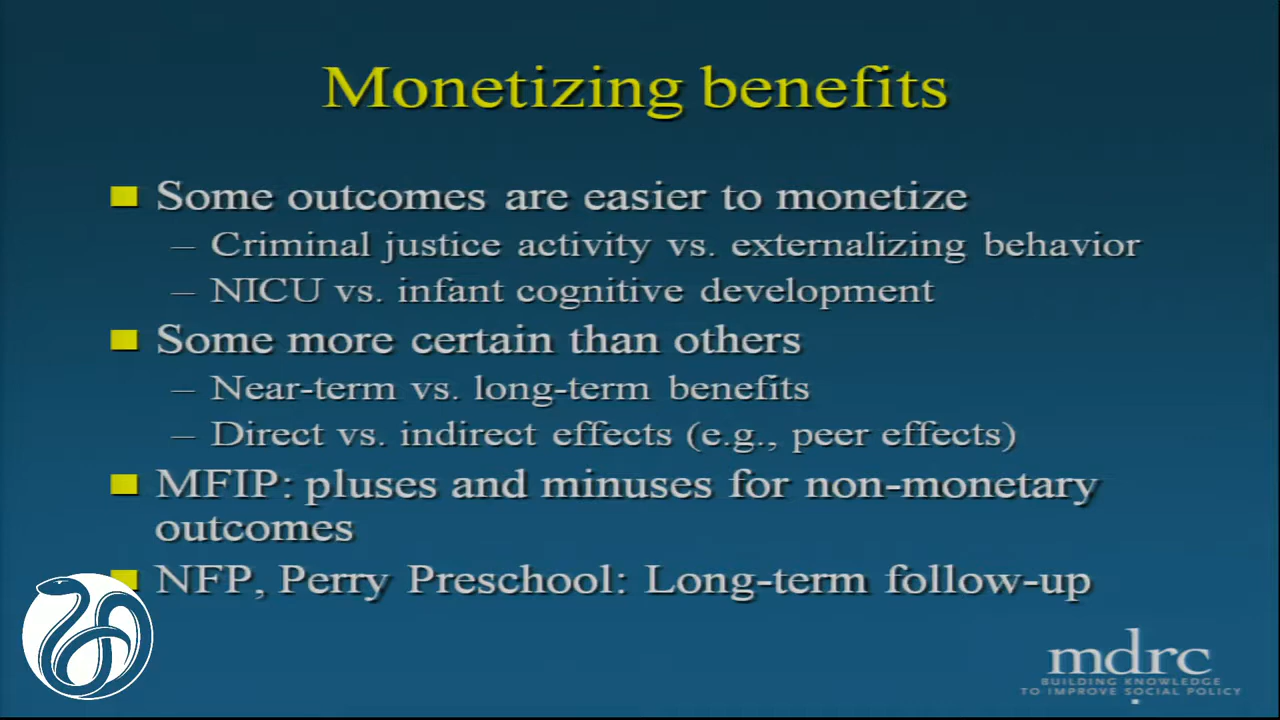 Monetizing benefits
Some outcomes are easier to monetize
– Criminal justice activity vs. externalizing behavior
– NICU vs. infant cognitive development
Some more certain than others
– Near-term vs. long-term benefits
– Direct vs. indirect effects (e.g., peer effects)
MFIP: pluses and minuses for non-monetary
outcomes
NFP, Perry Preschool: Long-term follow-up
mdrc
BUILDING KNOWLEDGE
TO IMPROVE SOCIAL POLICY